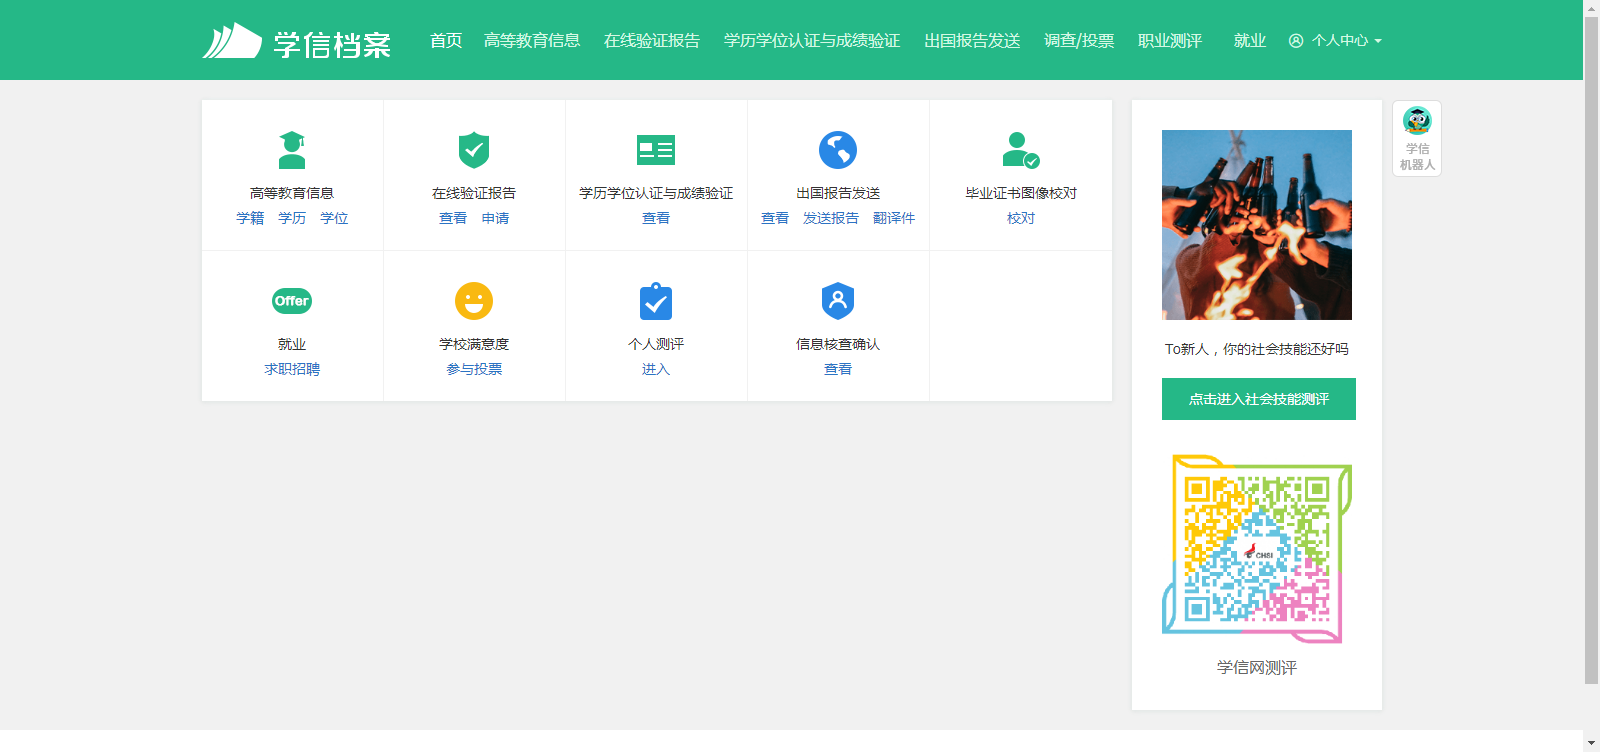 学信档案 首页 高等教育信息 在线验证报告 学历学位认证与成绩验证 出国报告发送 调查/投票 职业测评 就业 个人中心
高等教育信息
学籍 学历 学位
在线验证报告
查看 申请
学历学位认证与成绩验证
查看
出国报告发送
查看 发送报告 翻译件
毕业证书图像校对
校对
Offer
就业
求职招聘
学校满意度
参与投票
个人测评
进入
信息核查确认
查看
To新人，你的社会技能还好吗
点击进入社会技能测评
CHSI
学信网测评
学信
机器人